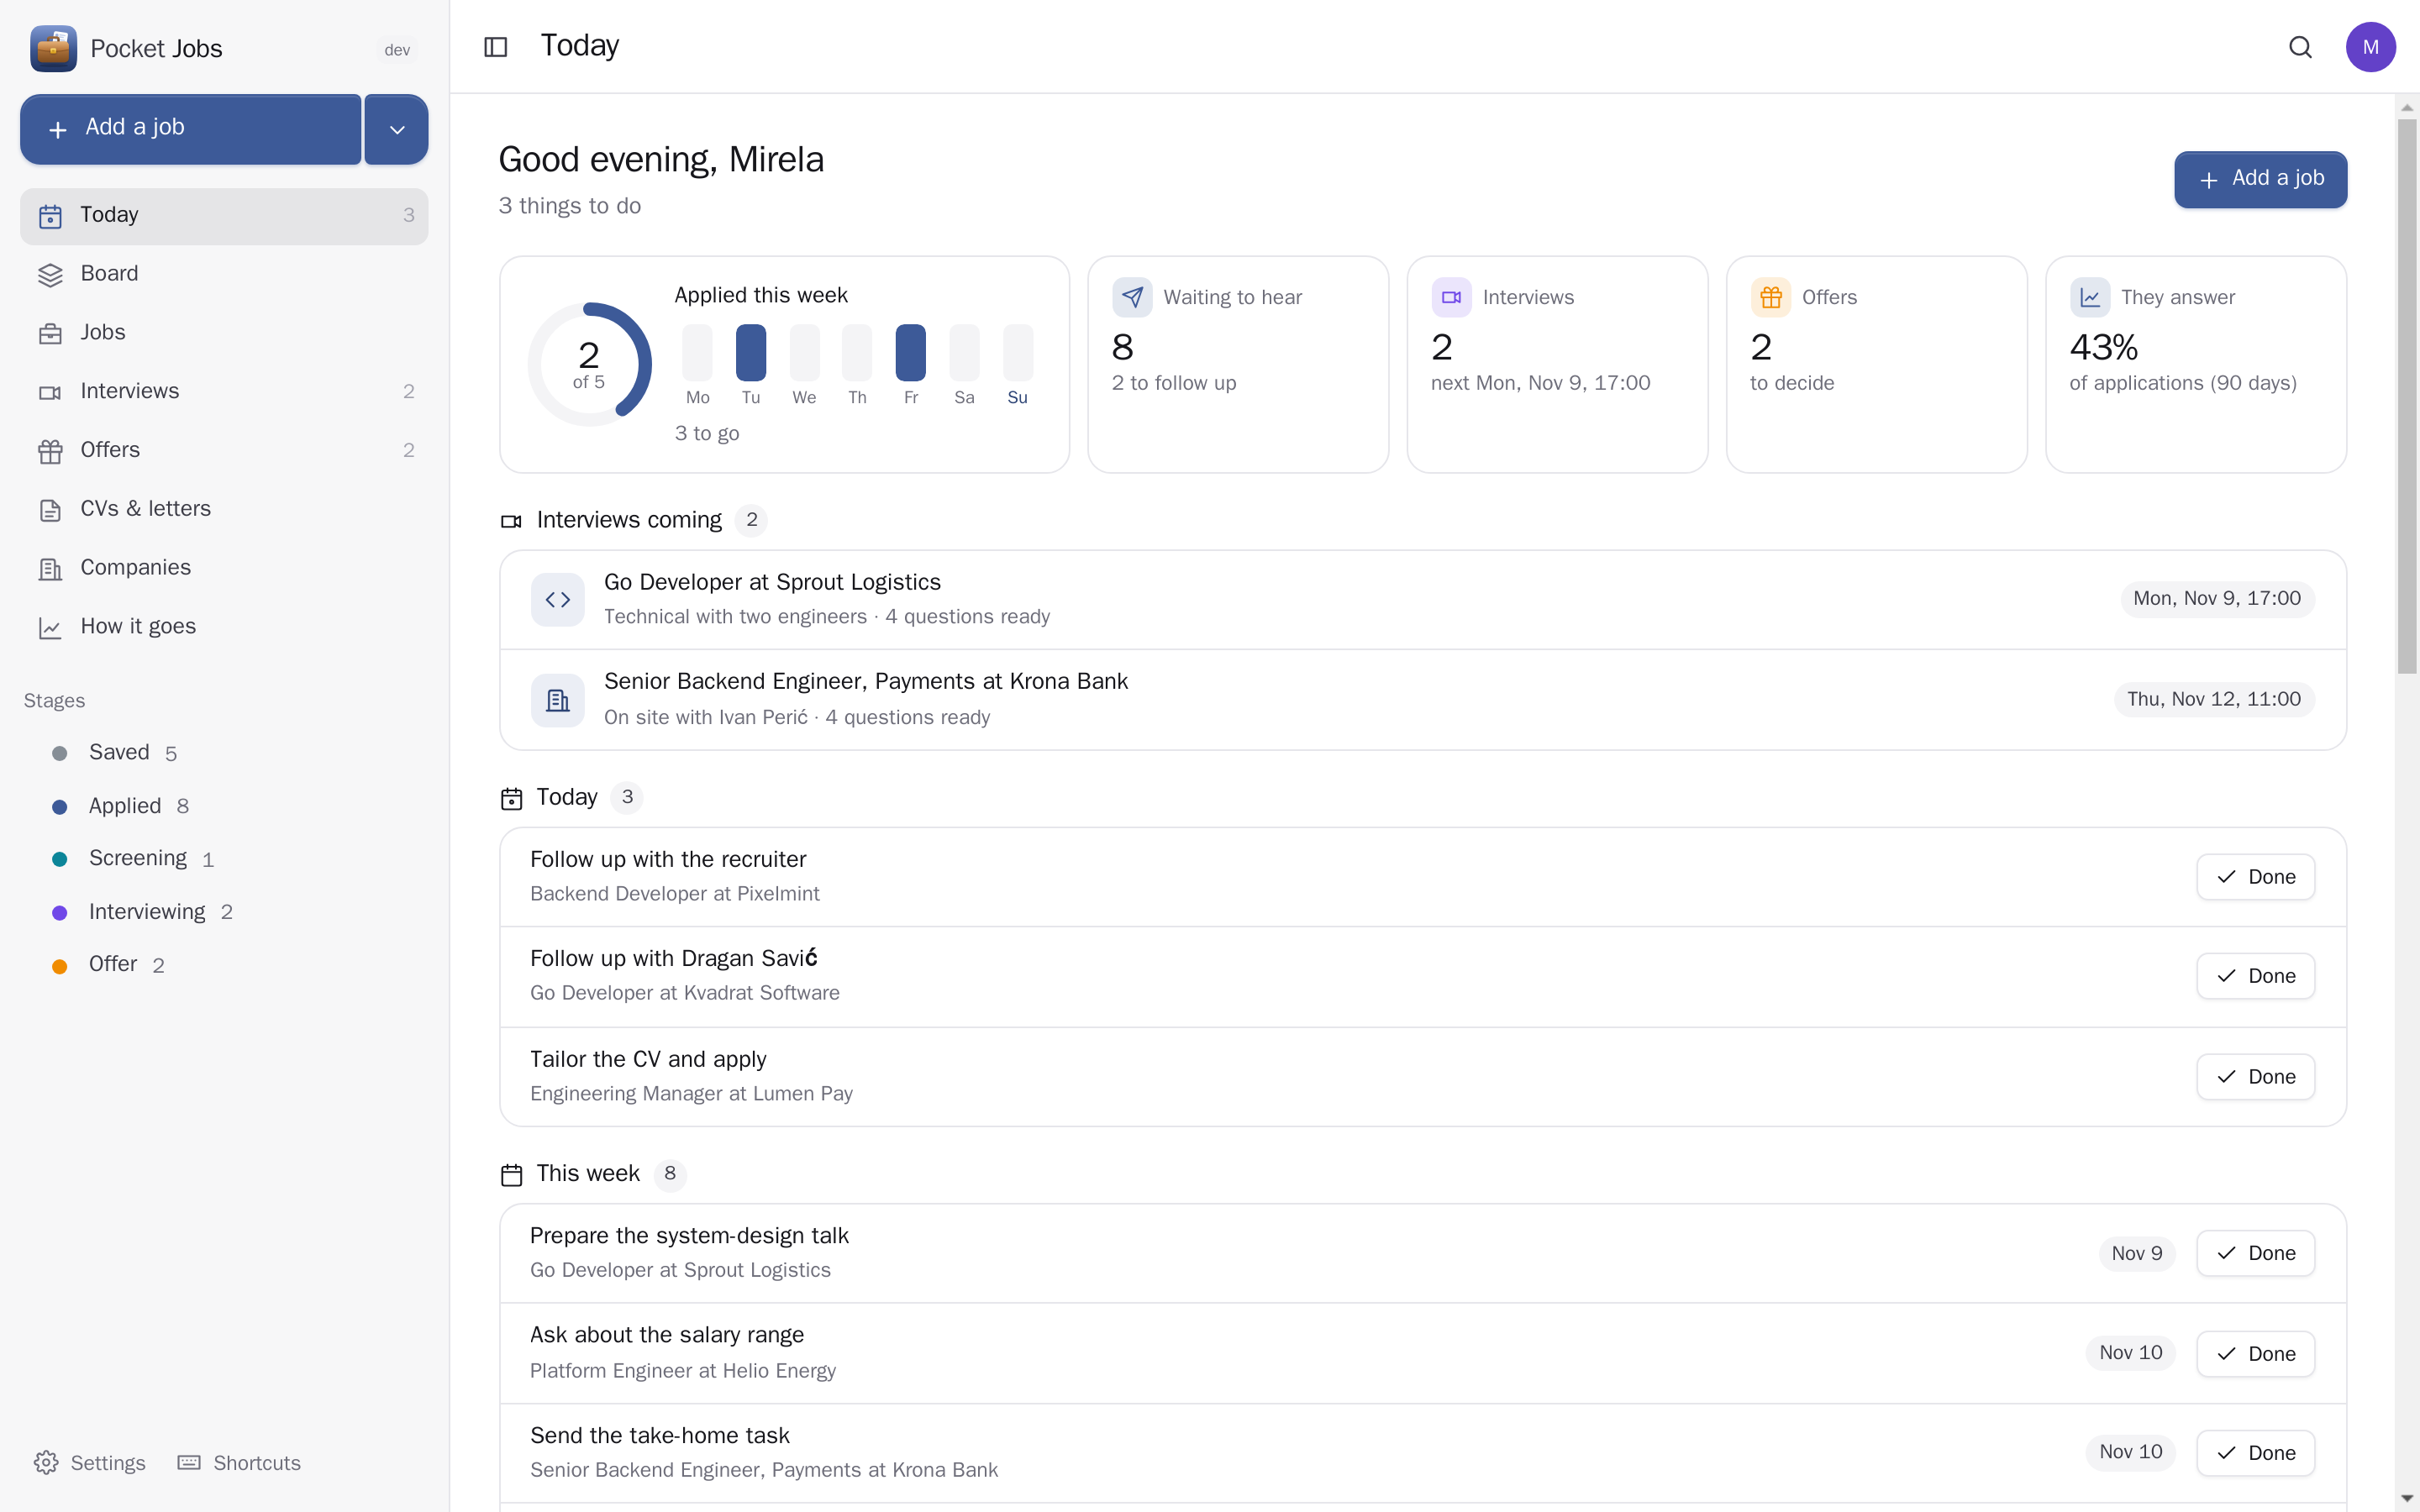 Pocket Jobs
dev
Add a job
Today 3
Board
Jobs
Interviews 2
Offers 2
CVs & letters
Companies
How it goes
Stages
Saved 5
Applied 8
Screening 1
Interviewing 2
Offer 2
Settings
Shortcuts
Today
M
Good evening, Mirela
3 things to do
Add a job
2
of 5
Applied this week
Mo Tu We Th Fr Sa Su
3 to go
Waiting to hear
8
2 to follow up
Interviews
2
next Mon, Nov 9, 17:00
Offers
2
to decide
They answer
43%
of applications (90 days)
Interviews coming 2
Go Developer at Sprout Logistics
Technical with two engineers · 4 questions ready
Mon, Nov 9, 17:00
Senior Backend Engineer, Payments at Krona Bank
On site with Ivan Perić · 4 questions ready
Thu, Nov 12, 11:00
Today 3
Follow up with the recruiter
Backend Developer at Pixelmint
Done
Follow up with Dragan Savić
Go Developer at Kvadrat Software
Done
Tailor the CV and apply
Engineering Manager at Lumen Pay
Done
This week 8
Prepare the system-design talk
Go Developer at Sprout Logistics
Nov 9
Done
Ask about the salary range
Platform Engineer at Helio Energy
Nov 10
Done
Send the take-home task
Senior Backend Engineer, Payments at Krona Bank
Nov 10
Done